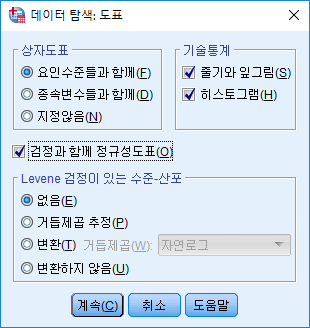 데이터 탐색: 도표
상자도표
요인수준들과 함께(F)
종속변수들과 함께(D)
지정않음(N)
기술통계
줄기와 잎그림(S)
히스토그램(H)
검정과 함께 정규성도표(O)
Levene 검정이 있는 수준-산포
없음(E)
거듭제곱 추정(P)
변환(T) 거듭제곱(W): 자연로그
변환하지 않음(U)
계속(C) 취소 도움말